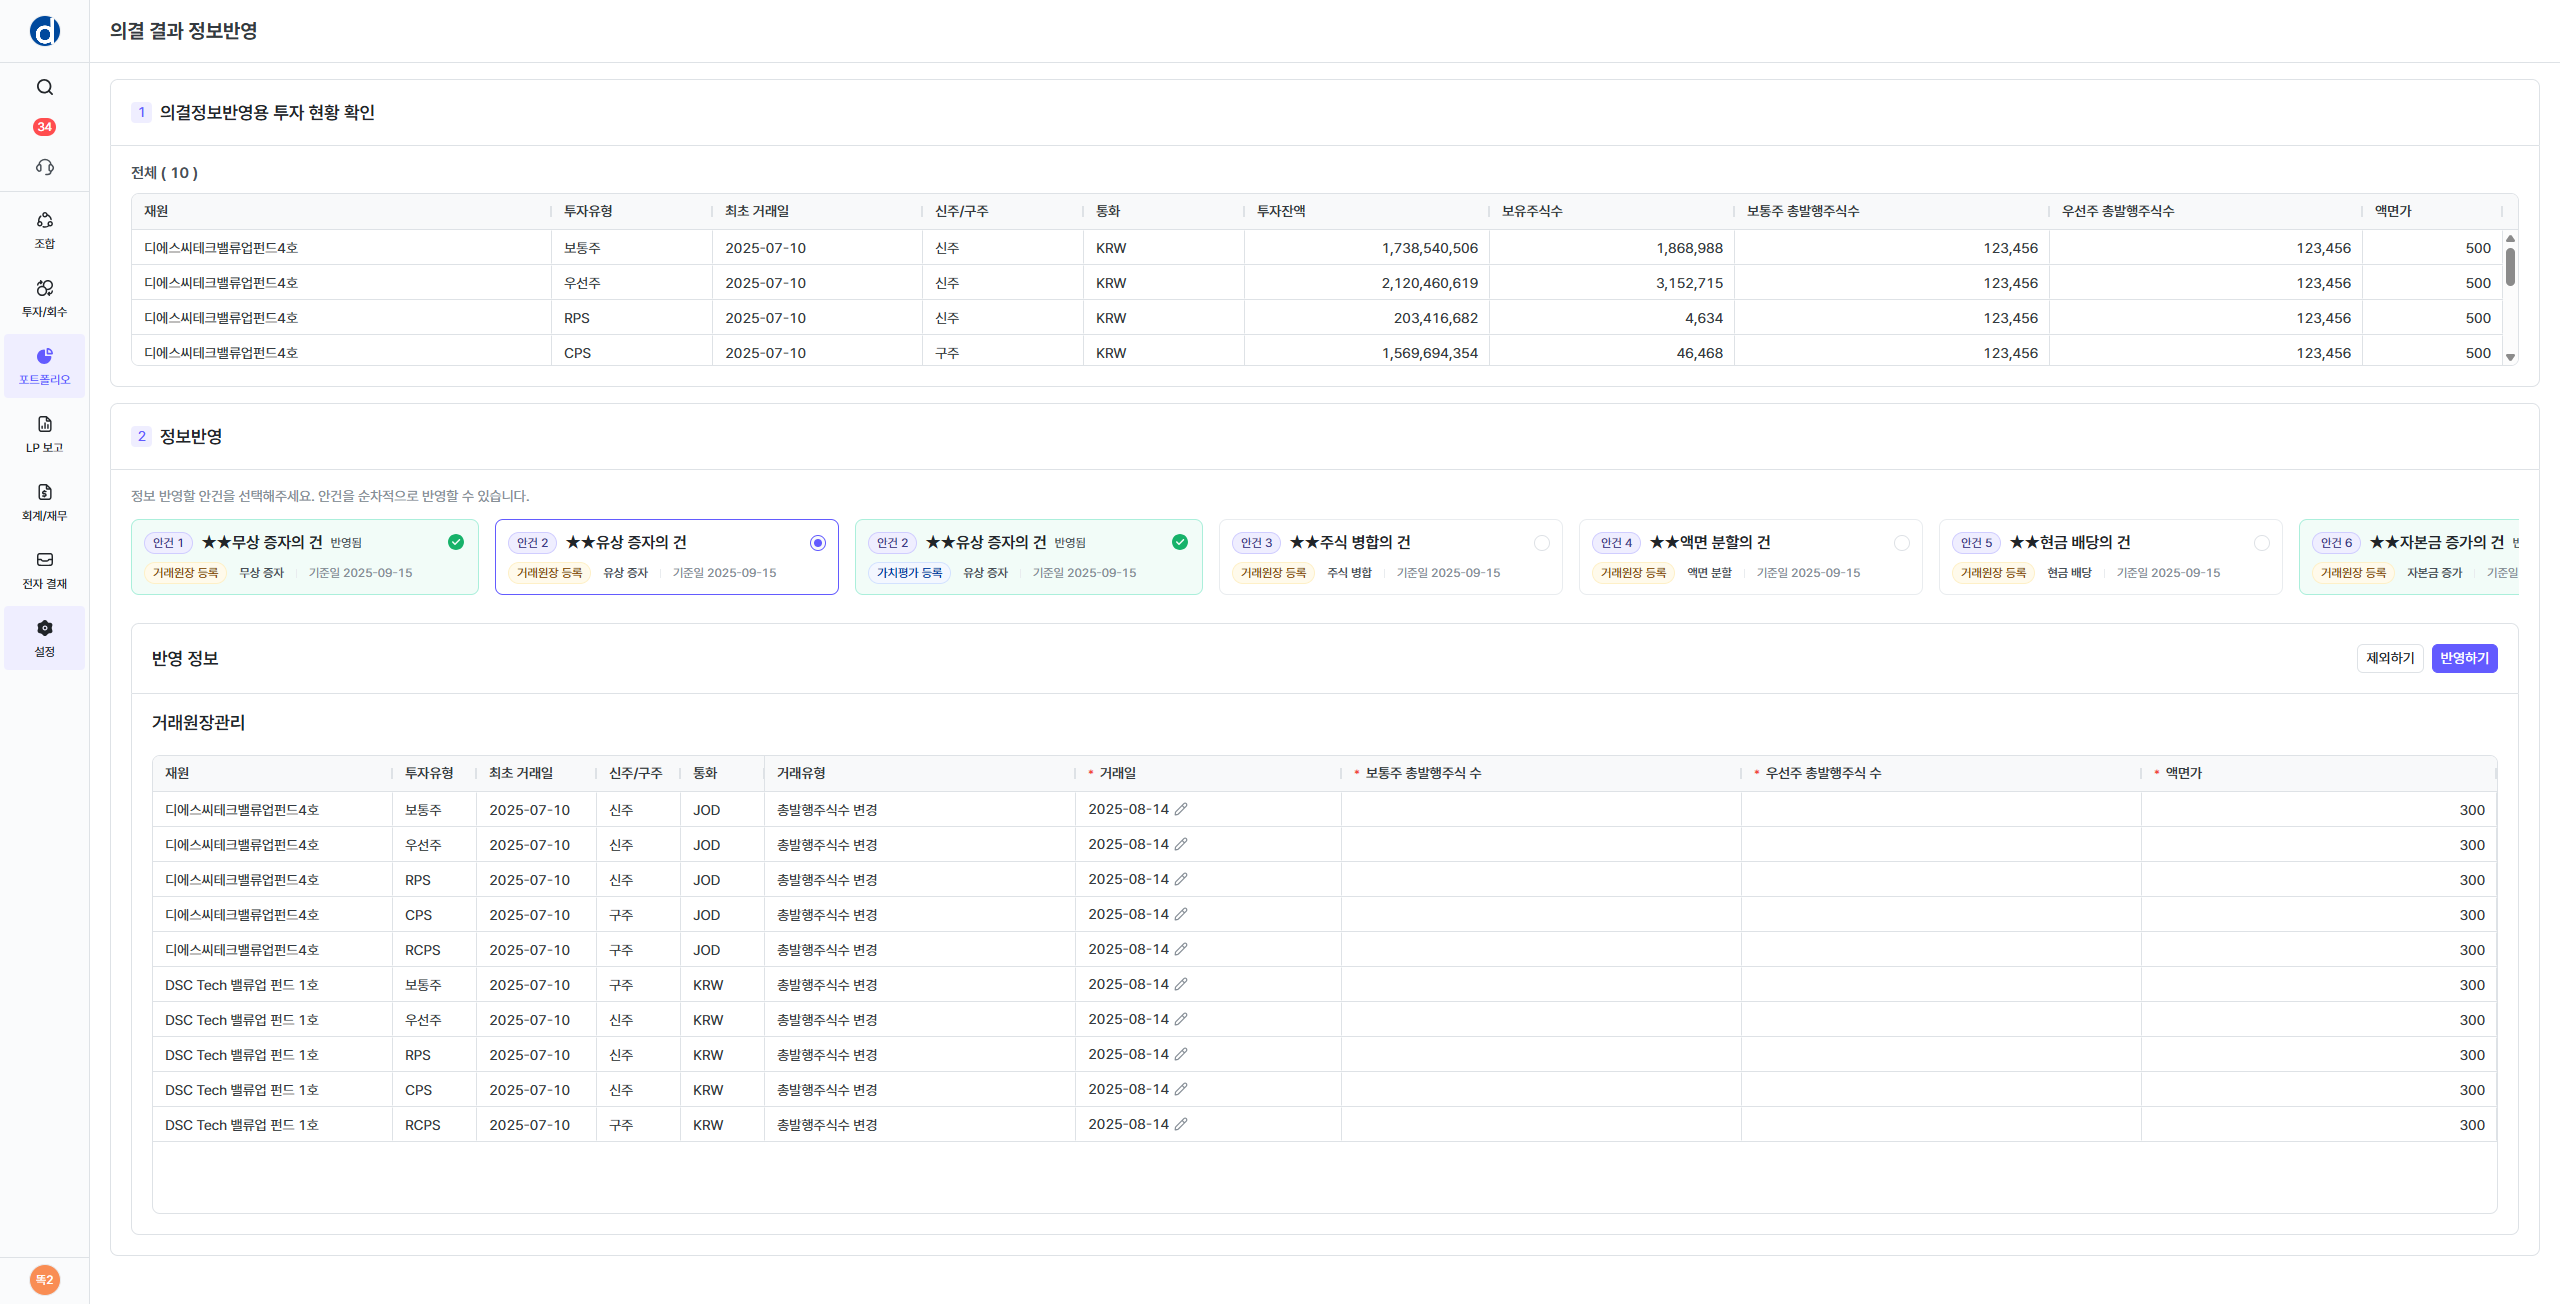 의결 결과 정보반영
34
조합
투자/회수
포트폴리오
LP 보고
회계/재무
전자 결재
설정
똑2
1 의결정보반영용 투자 현황 확인
전체 ( 10 )
재원 투자유형 최초 거래일 신주/구주 통화 투자잔액 보유주식수 보통주 총발행주식수 우선주 총발행주식수 액면가
디에스씨테크밸류업펀드4호 보통주 2025-07-10 신주 KRW 1,738,540,506 1,868,988 123,456 123,456 500
디에스씨테크밸류업펀드4호 우선주 2025-07-10 신주 KRW 2,120,460,619 3,152,715 123,456 123,456 500
디에스씨테크밸류업펀드4호 RPS 2025-07-10 신주 KRW 203,416,682 4,634 123,456 123,456 500
디에스씨테크밸류업펀드4호 CPS 2025-07-10 구주 KRW 1,569,694,354 46,468 123,456 123,456 500
2 정보반영
정보 반영할 안건을 선택해주세요. 안건을 순차적으로 반영할 수 있습니다.
안건 1 ★★무상 증자의 건 반영됨
거래원장 등록 무상 증자 기준일 2025-09-15
안건 2 ★★유상 증자의 건
거래원장 등록 유상 증자 기준일 2025-09-15
안건 2 ★★유상 증자의 건 반영됨
가치평가 등록 유상 증자 기준일 2025-09-15
안건 3 ★★주식 병합의 건
거래원장 등록 주식 병합 기준일 2025-09-15
안건 4 ★★액면 분할의 건
거래원장 등록 액면 분할 기준일 2025-09-15
안건 5 ★★현금 배당의 건
거래원장 등록 현금 배당 기준일 2025-09-15
안건 6 ★★자본금 증가의 건
거래원장 등록 자본금 증가 기준일
반영 정보 제외하기 반영하기
거래원장관리
재원 투자유형 최초 거래일 신주/구주 통화 거래유형 * 거래일 * 보통주 총발행주식 수 * 우선주 총발행주식 수 * 액면가
디에스씨테크밸류업펀드4호 보통주 2025-07-10 신주 JOD 총발행주식수 변경 2025-08-14 300
디에스씨테크밸류업펀드4호 우선주 2025-07-10 신주 JOD 총발행주식수 변경 2025-08-14 300
디에스씨테크밸류업펀드4호 RPS 2025-07-10 신주 JOD 총발행주식수 변경 2025-08-14 300
디에스씨테크밸류업펀드4호 CPS 2025-07-10 구주 JOD 총발행주식수 변경 2025-08-14 300
디에스씨테크밸류업펀드4호 RCPS 2025-07-10 구주 JOD 총발행주식수 변경 2025-08-14 300
DSC Tech 밸류업 펀드 1호 보통주 2025-07-10 구주 KRW 총발행주식수 변경 2025-08-14 300
DSC Tech 밸류업 펀드 1호 우선주 2025-07-10 신주 KRW 총발행주식수 변경 2025-08-14 300
DSC Tech 밸류업 펀드 1호 RPS 2025-07-10 신주 KRW 총발행주식수 변경 2025-08-14 300
DSC Tech 밸류업 펀드 1호 CPS 2025-07-10 신주 KRW 총발행주식수 변경 2025-08-14 300
DSC Tech 밸류업 펀드 1호 RCPS 2025-07-10 구주 KRW 총발행주식수 변경 2025-08-14 300